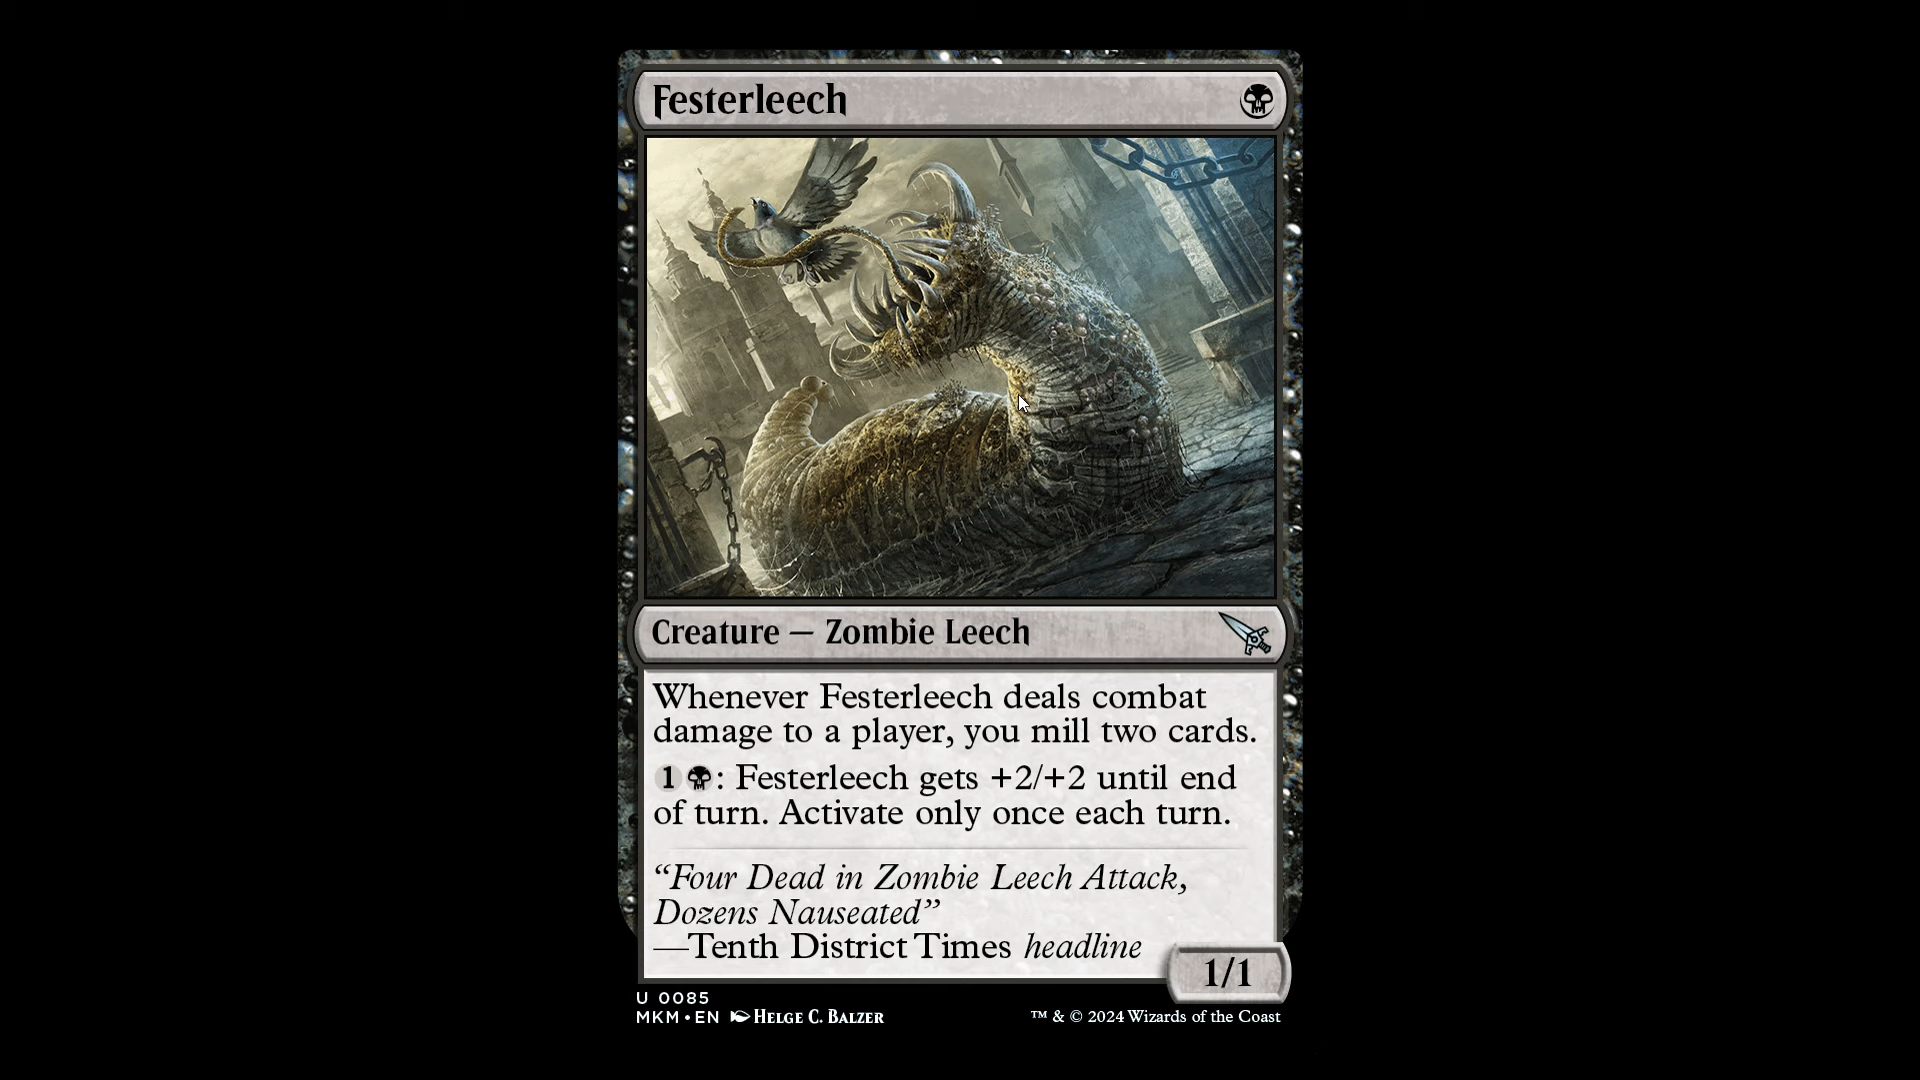 Festerleech
Creature — Zombie Leech
Whenever Festerleech deals combat
damage to a player, you mill two cards.
1 : Festerleech gets +2/+2 until end
of turn. Activate only once each turn.
“Four Dead in Zombie Leech Attack,
Dozens Nauseated”
—Tenth District Times headline
1/1
U 0085
MKM • EN Helge C. Balzer
™ & © 2024 Wizards of the Coast